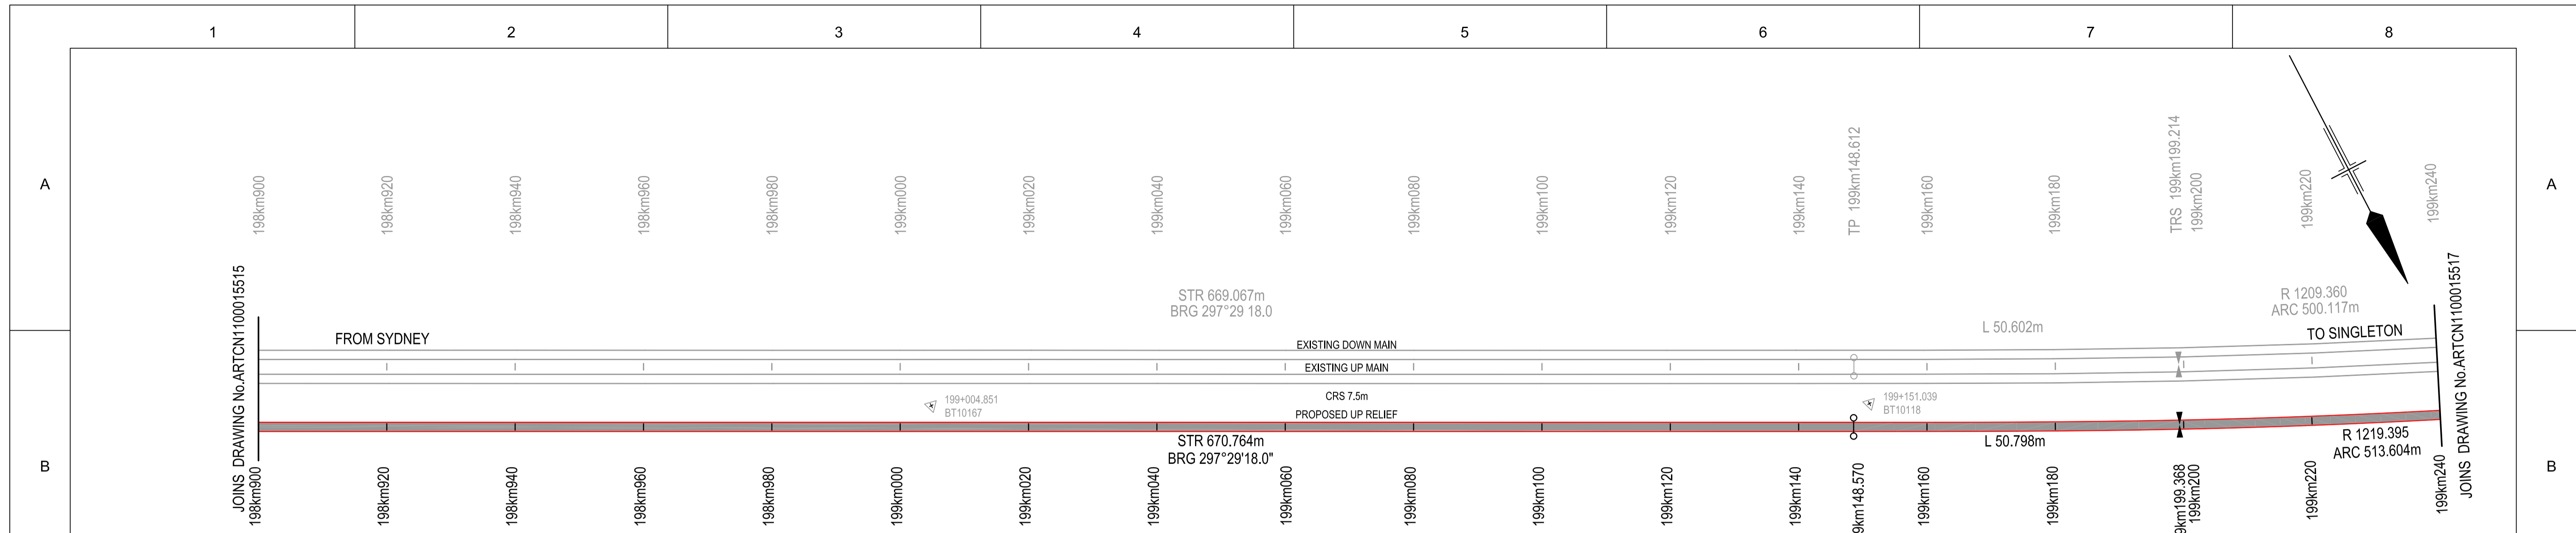 1 2 3 4 5 6 7 8
A A
198km900 198km920 198km940 198km960 198km980 199km000 199km020 199km040 199km060 199km080 199km100 199km120 199km140 TP 199km148.612 199km160 199km180 TRS 199km199.214 199km200 199km220 199km240
JOINS DRAWING No.ARTCN1100015515
JOINS DRAWING No.ARTCN1100015517
STR 669.067m
BRG 297°29 18.0
R 1209.360
ARC 500.117m
L 50.602m
FROM SYDNEY
TO SINGLETON
EXISTING DOWN MAIN
EXISTING UP MAIN
CRS 7.5m
199+004.851
BT10167
199+151.039
BT10118
PROPOSED UP RELIEF
STR 670.764m
BRG 297°29'18.0"
L 50.798m
R 1219.395
ARC 513.604m
B B
198km900 198km920 198km940 198km960 198km980 199km000 199km020 199km040 199km060 199km080 199km100 199km120 199km140 9km148.570 199km160 199km180 9km199.368 199km200 199km220 199km240